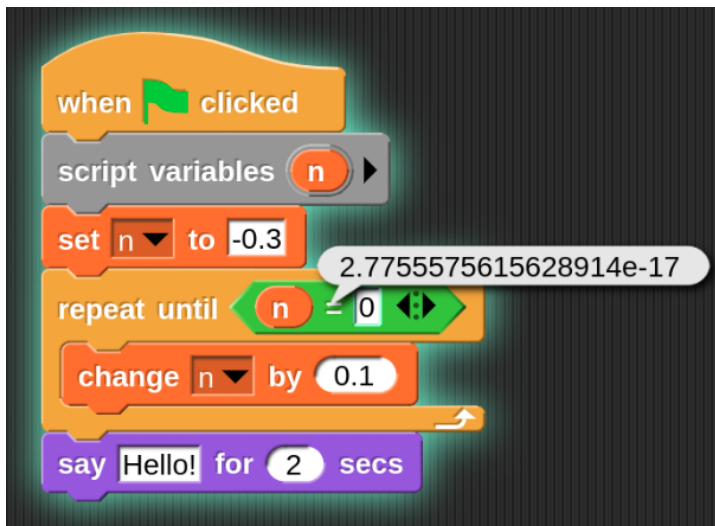 when clicked
script variables n
set n to -0.3
2.7755575615628914e-17
repeat until n = 0
change n by 0.1
say Hello! for 2 secs